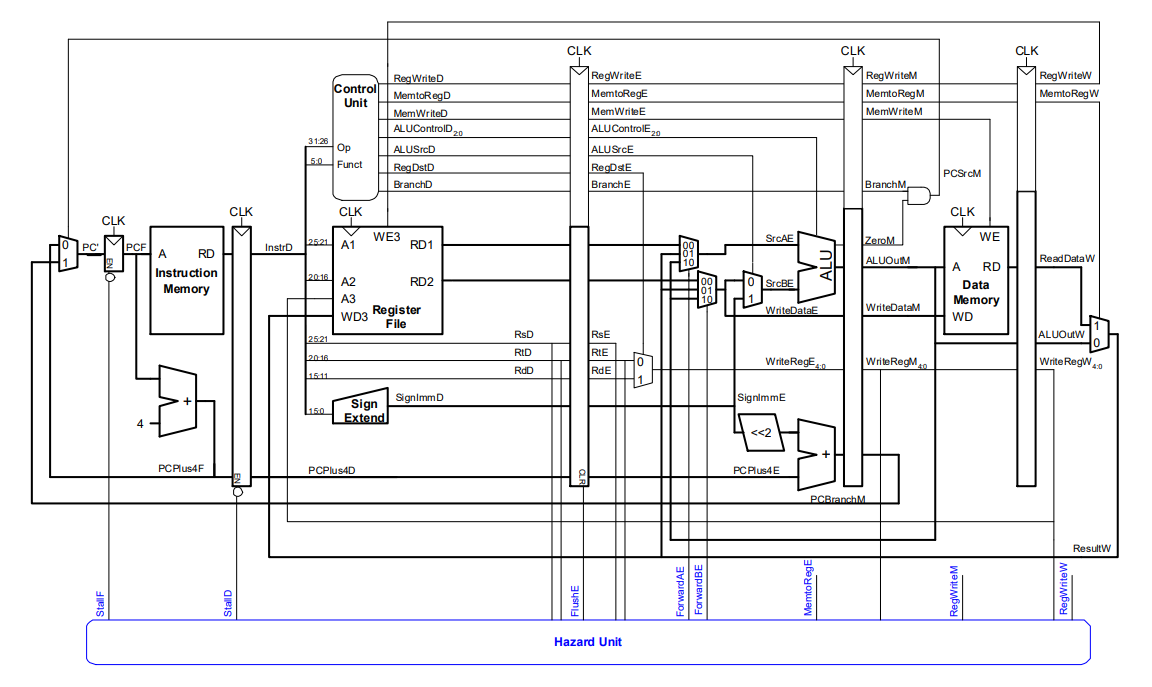 CLK CLK CLK
Control Unit
RegWriteD RegWriteE RegWriteM RegWriteW
MemtoRegD MemtoRegE MemtoRegM MemtoRegW
MemWriteD MemWriteE MemWriteM
ALUControlD2:0 ALUControlE2:0
31:26 Op
ALUSrcD ALUSrcE
5:0 Funct
RegDstD RegDstE PCSrcM
BranchD BranchE BranchM
CLK CLK CLK CLK
WE3 WE
0 1 PC' EN PCF A RD InstrD 25:21 A1 RD1 00 01 10 SrcAE ALU ZeroM
Instruction Memory
ALUOutM A RD ReadDataW
20:16 A2 RD2 00 01 10 0 1 SrcBE
Data Memory
A3
WD3 Register File
WriteDataE WriteDataM WD 1 0
25:21 RsD RsE ALUOutW
20:16 RtD RtE 0 WriteRegE4:0 WriteRegM4:0 WriteRegW4:0
15:11 RdD RdE 1
+
4
15:0 Sign Extend SignImmD SignImmE
<<2
+
PCPlus4F EN PCPlus4D CLR PCPlus4E
PCBranchM
ResultW
StallF StallD FlushE ForwardAE ForwardBE MemtoRegE RegWriteM RegWriteW
Hazard Unit